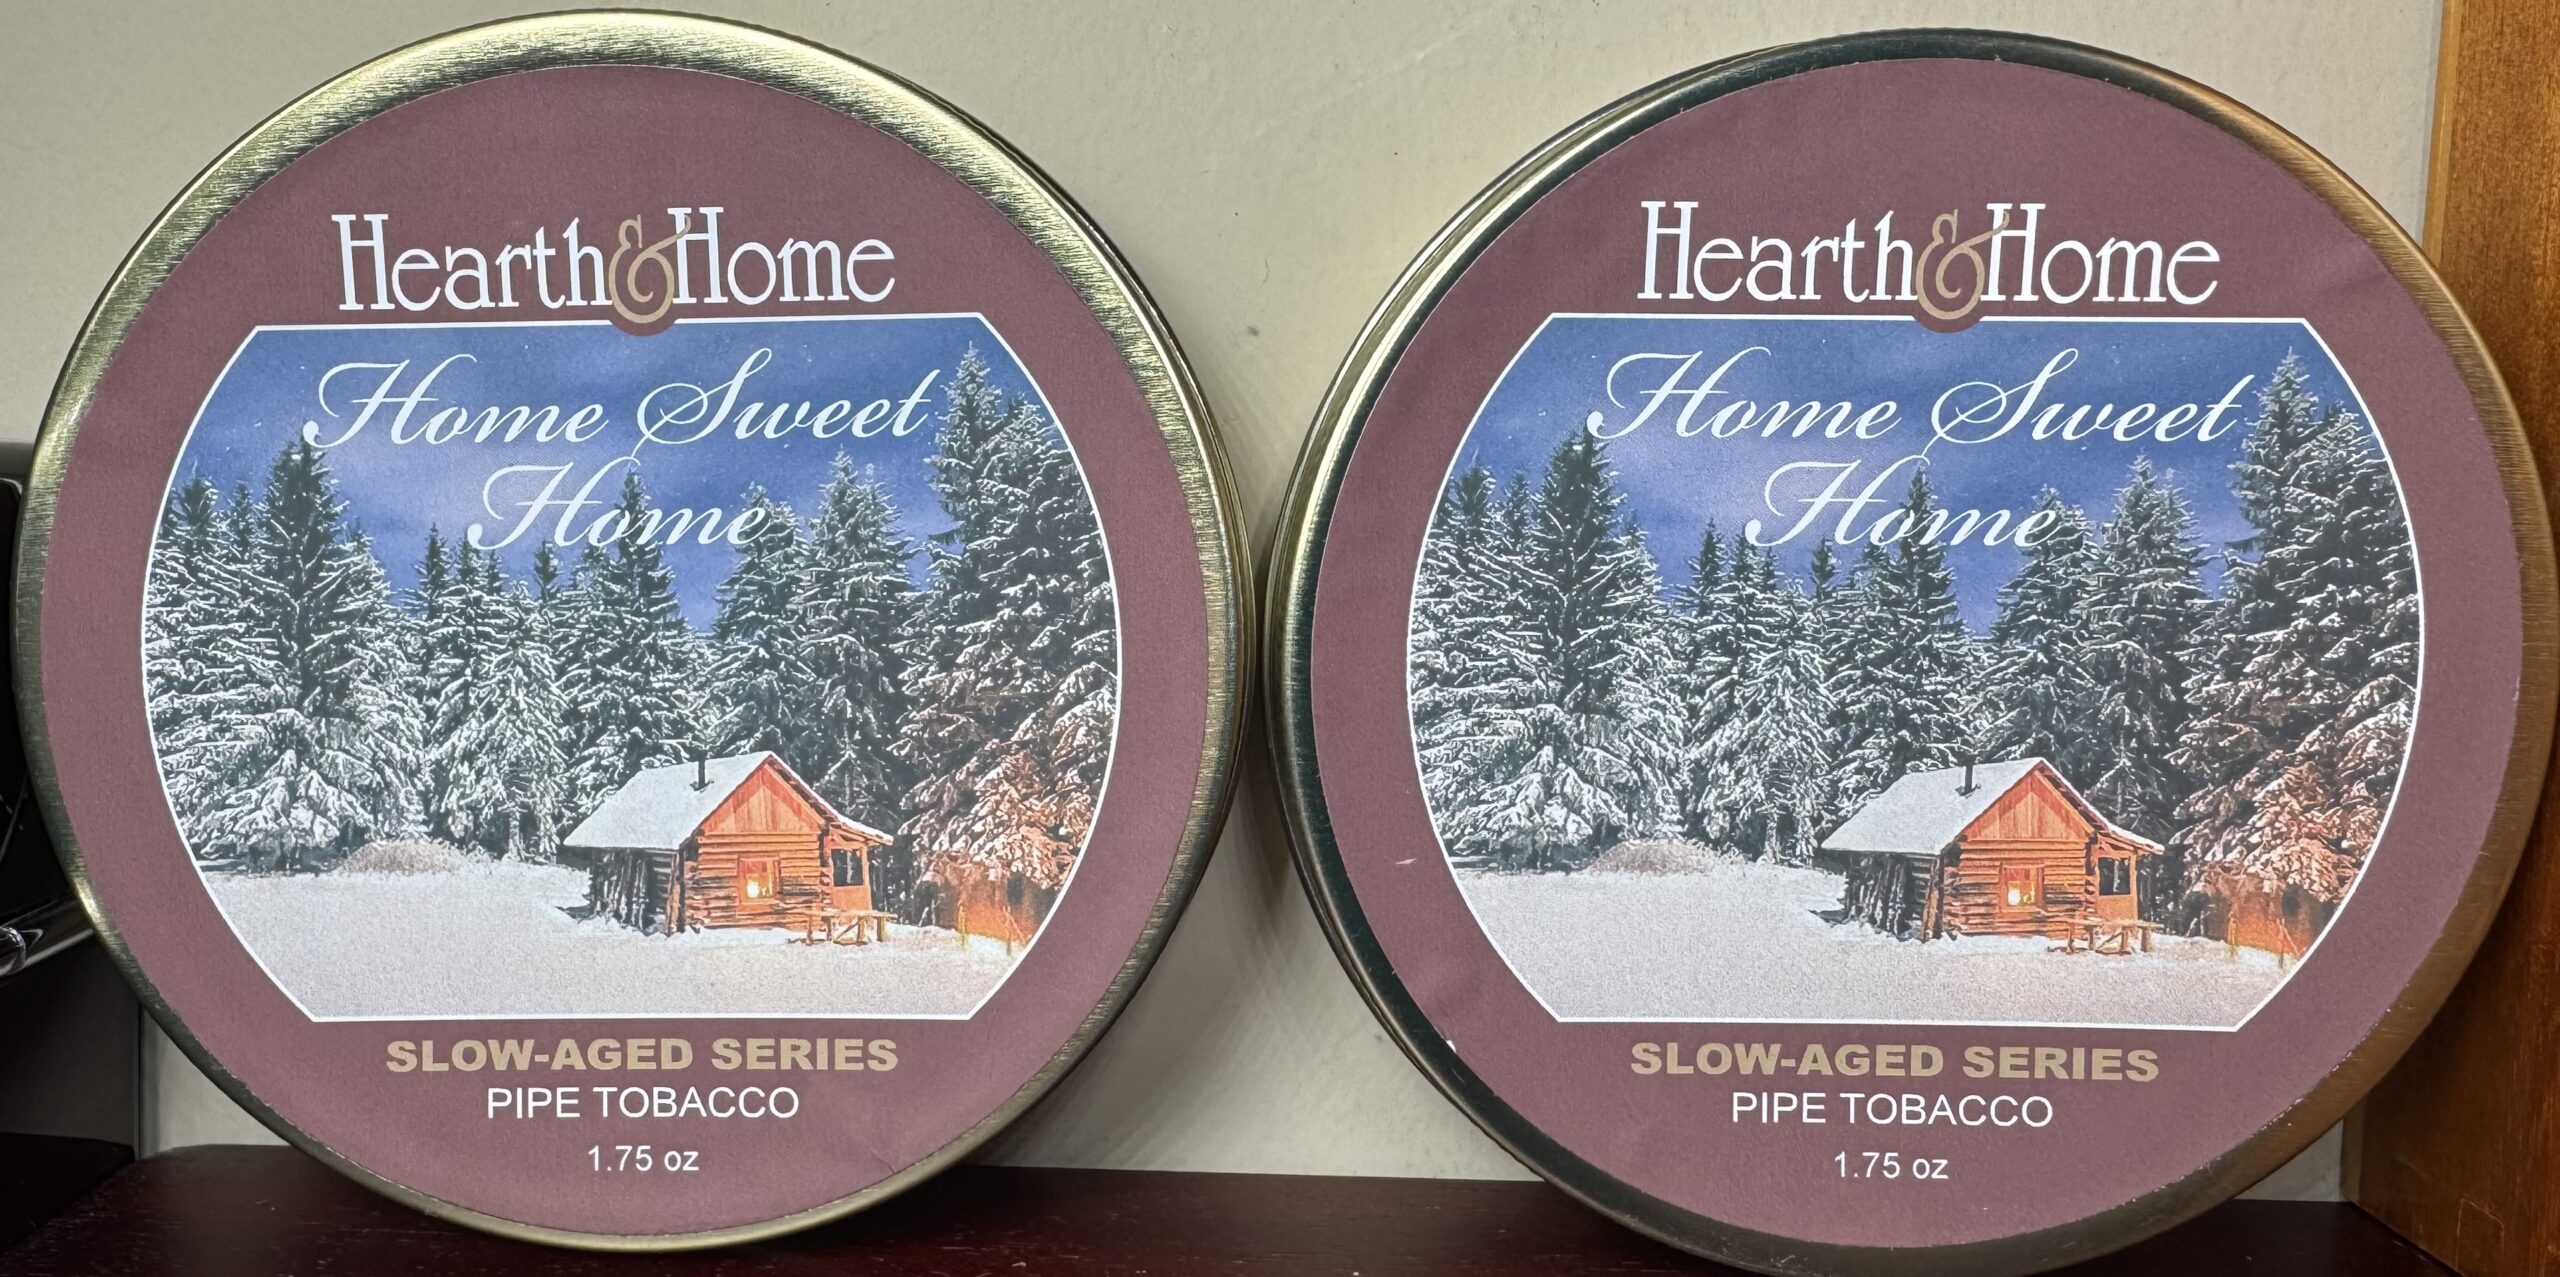 Hearth & Home
Home Sweet
Home
SLOW-AGED SERIES
PIPE TOBACCO
1.75 oz
Hearth & Home
Home Sweet
Home
SLOW-AGED SERIES
PIPE TOBACCO
1.75 oz